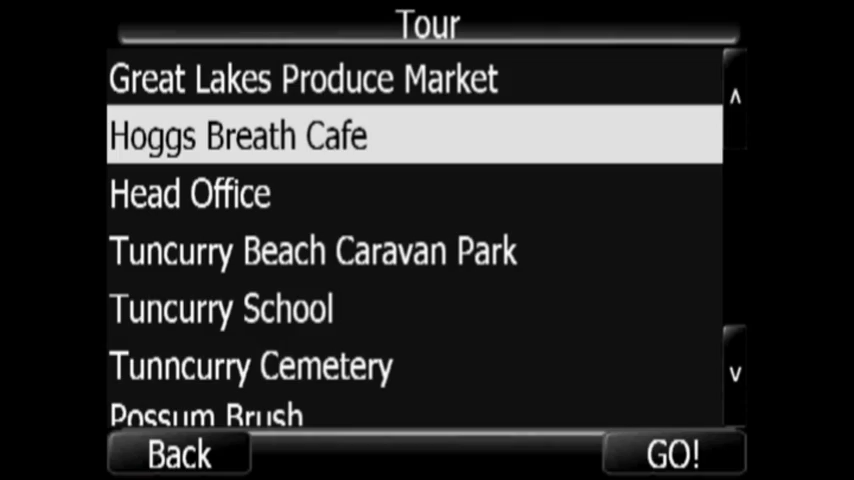 Tour
Great Lakes Produce Market
Hoggs Breath Cafe
Head Office
Tuncurry Beach Caravan Park
Tuncurry School
Tunncurry Cemetery
Possum Brush
Back
GO!